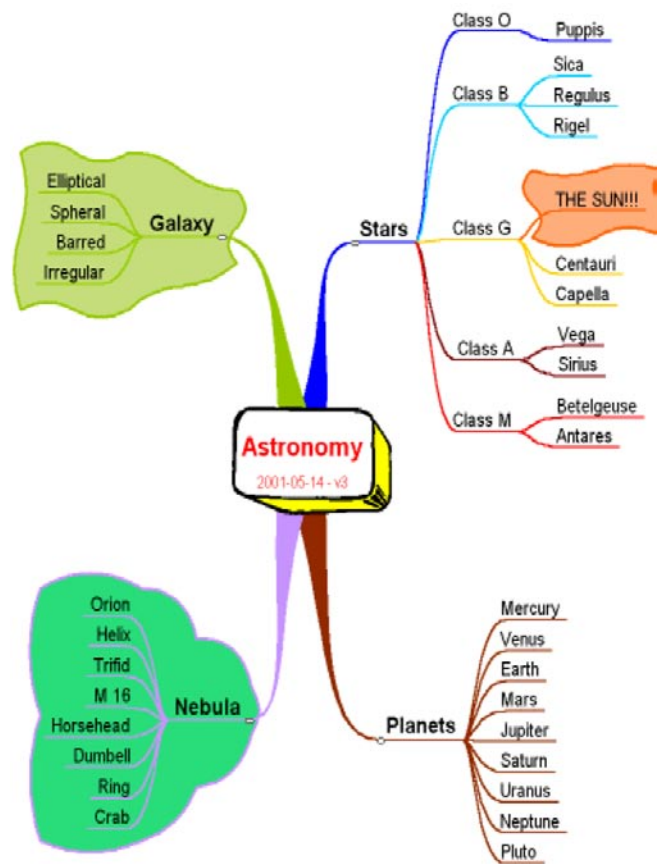 Astronomy
2001-05-14 - v3
Galaxy
Elliptical
Spheral
Barred
Irregular
Stars
Class O
Puppis
Class B
Sica
Regulus
Rigel
Class G
THE SUN!!!
Centauri
Capella
Class A
Vega
Sirius
Class M
Betelgeuse
Antares
Nebula
Orion
Helix
Trifid
M 16
Horsehead
Dumbell
Ring
Crab
Planets
Mercury
Venus
Earth
Mars
Jupiter
Saturn
Uranus
Neptune
Pluto